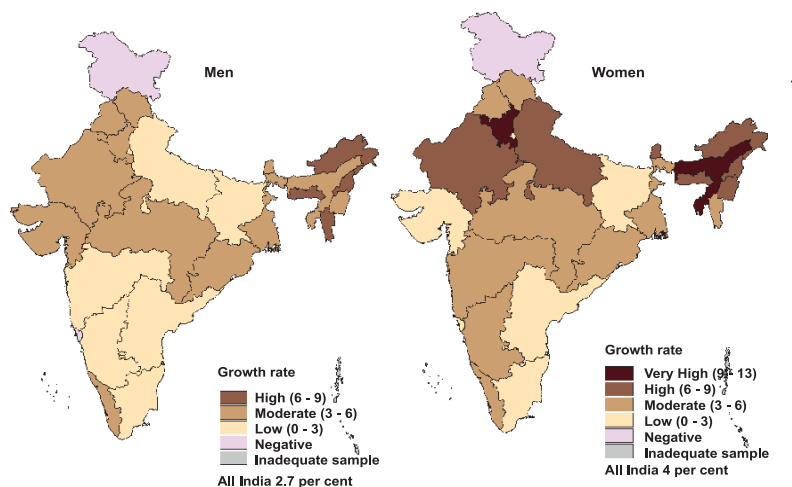 Men
Growth rate
High (6 - 9)
Moderate (3 - 6)
Low (0 - 3)
Negative
Inadequate sample
All India 2.7 per cent
Women
Growth rate
Very High (9 - 13)
High (6 - 9)
Moderate (3 - 6)
Low (0 - 3)
Negative
Inadequate sample
All India 4 per cent